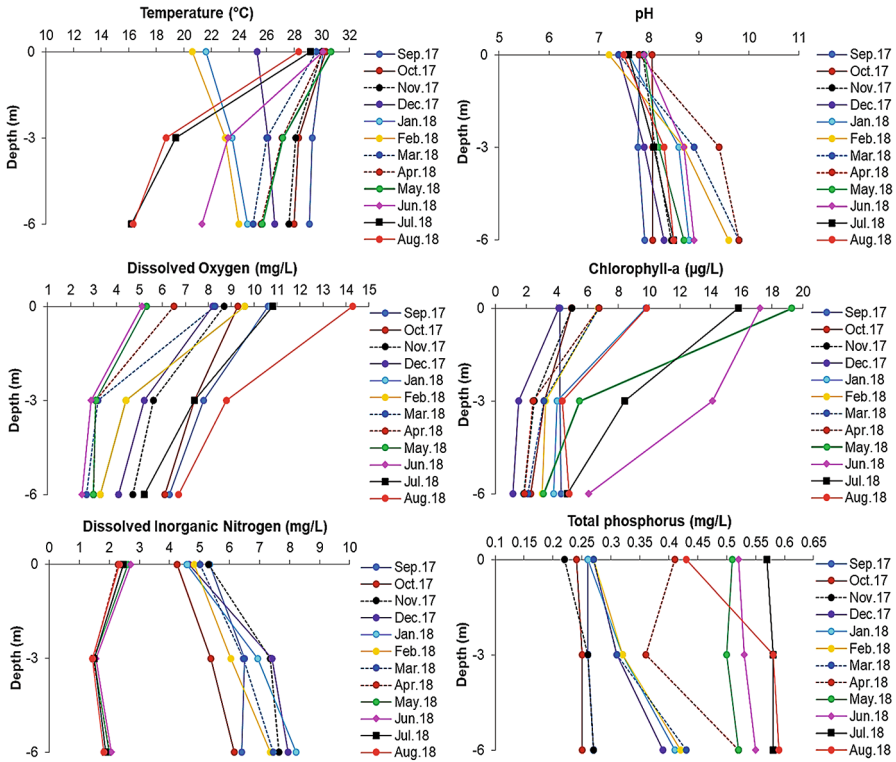 Temperature (°C)
10 12 14 16 18 20 22 24 26 28 30 32
0
-3
-6
Depth (m)
Sep.17
Oct.17
Nov.17
Dec.17
Jan.18
Feb.18
Mar.18
Apr.18
May.18
Jun.18
Jul.18
Aug.18
pH
5 6 7 8 9 10 11
0
-3
-6
Depth (m)
Sep.17
Oct.17
Nov.17
Dec.17
Jan.18
Feb.18
Mar.18
Apr.18
May.18
Jun.18
Jul.18
Aug.18
Dissolved Oxygen (mg/L)
1 2 3 4 5 6 7 8 9 10 11 12 13 14 15
0
-3
-6
Depth (m)
Sep.17
Oct.17
Nov.17
Dec.17
Jan.18
Feb.18
Mar.18
Apr.18
May.18
Jun.18
Jul.18
Aug.18
Chlorophyll-a (µg/L)
0 2 4 6 8 10 12 14 16 18 20
0
-3
-6
Depth (m)
Sep.17
Oct.17
Nov.17
Dec.17
Jan.18
Feb.18
Mar.18
Apr.18
May.18
Jun.18
Jul.18
Aug.18
Dissolved Inorganic Nitrogen (mg/L)
0 1 2 3 4 5 6 7 8 9 10
0
-3
-6
Depth (m)
Sep.17
Oct.17
Nov.17
Dec.17
Jan.18
Feb.18
Mar.18
Apr.18
May.18
Jun.18
Jul.18
Aug.18
Total phosphorus (mg/L)
0.1 0.15 0.2 0.25 0.3 0.35 0.4 0.45 0.5 0.55 0.6 0.65
0
-3
-6
Depth (m)
Sep.17
Oct.17
Nov.17
Dec.17
Jan.18
Feb.18
Mar.18
Apr.18
May.18
Jun.18
Jul.18
Aug.18